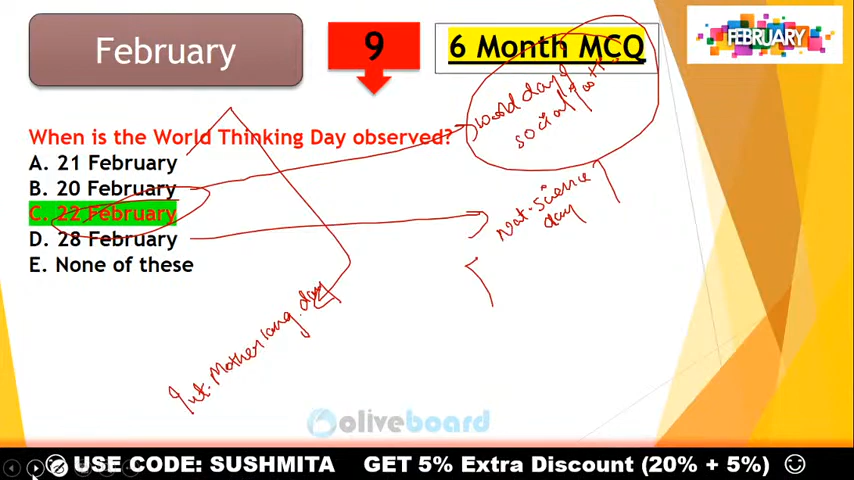 February
9
6 Month MCQ
FEBRUARY
When is the World Thinking Day observed?
A. 21 February
B. 20 February
C. 22 February
D. 28 February
E. None of these
world day of
social
Nat. Science
day
Int. Mother lang. day
oliveboard
USE CODE: SUSHMITA GET 5% Extra Discount (20% + 5%)